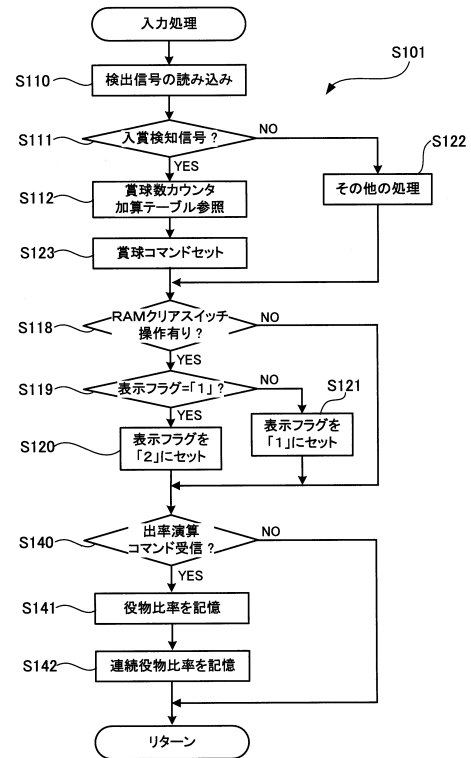 入力処理
S101
S110
検出信号の読み込み
S111
入賞検知信号？
NO
YES
S122
その他の処理
S112
賞球数カウンタ
加算テーブル参照
S123
賞球コマンドセット
S118
RAMクリアスイッチ
操作有り？
NO
YES
S119
表示フラグ=「1」？
NO
YES
S121
表示フラグを
「1」にセット
S120
表示フラグを
「2」にセット
S140
出率演算
コマンド受信？
NO
YES
S141
役物比率を記憶
S142
連続役物比率を記憶
リターン